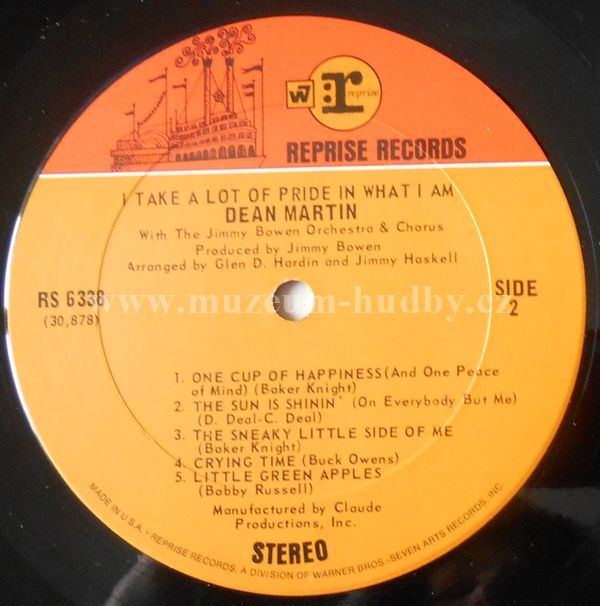 W7 r reprise
REPRISE RECORDS
I TAKE A LOT OF PRIDE IN WHAT I AM
DEAN MARTIN
With The Jimmy Bowen Orchestra & Chorus
Produced by Jimmy Bowen
Arranged by Glen D. Hardin and Jimmy Haskell
RS 6338
(30,878)
SIDE
2
www.muzeum-hudby.cz
1. ONE CUP OF HAPPINESS (And One Peace
of Mind) (Baker Knight)
2. THE SUN IS SHININ' (On Everybody But Me)
(D. Deal-C. Deal)
3. THE SNEAKY LITTLE SIDE OF ME
(Baker Knight)
4. CRYING TIME (Buck Owens)
5. LITTLE GREEN APPLES
(Bobby Russell)
Manufactured by Claude
Productions, Inc.
STEREO
MADE IN U.S.A. • REPRISE RECORDS, A DIVISION OF WARNER BROS.-SEVEN ARTS RECORDS, INC.